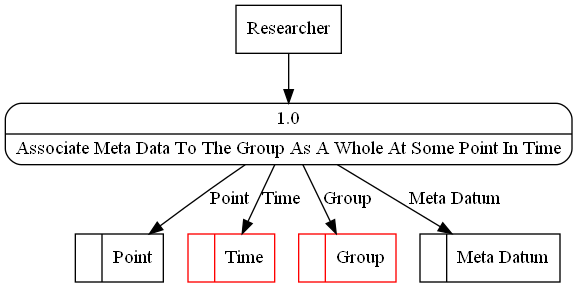 Researcher
1.0
Associate Meta Data To The Group As A Whole At Some Point In Time
Point Time Group Meta Datum
Point Time Group Meta Datum